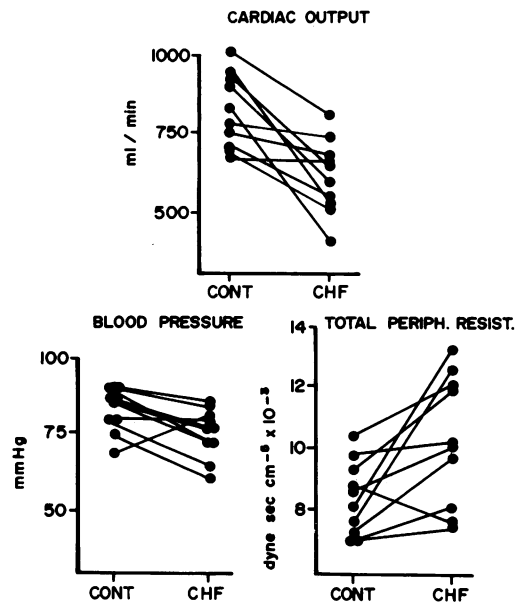 CARDIAC OUTPUT
1000
750
500
ml / min
CONT
CHF
BLOOD PRESSURE
100
75
50
mmHg
CONT
CHF
TOTAL PERIPH. RESIST.
14
12
10
8
dyne sec cm⁻⁵ x 10⁻³
CONT
CHF